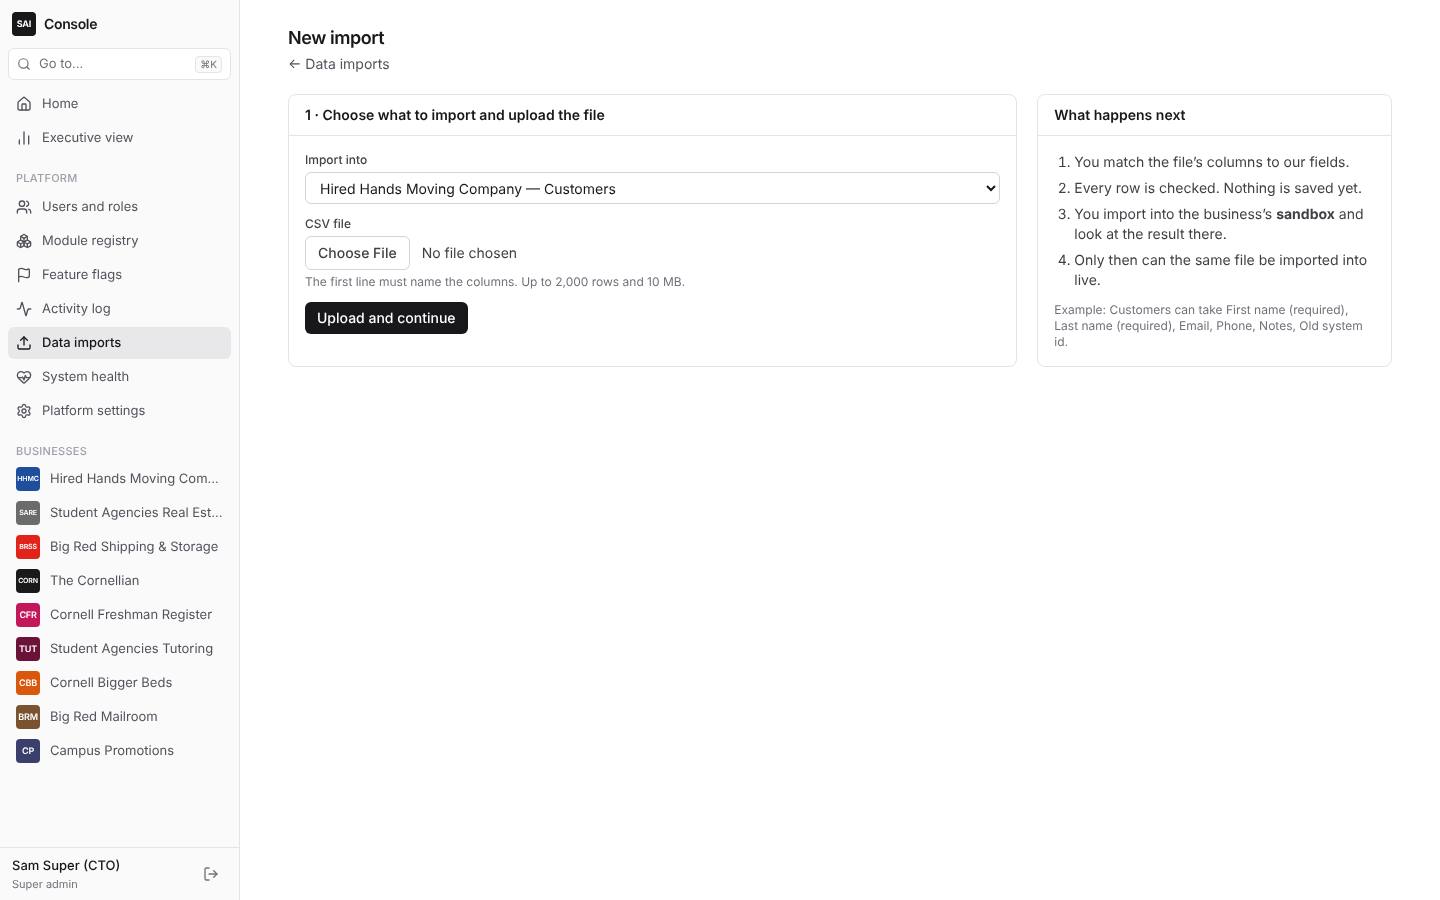 SAI Console
Go to... ⌘K
Home
Executive view
PLATFORM
Users and roles
Module registry
Feature flags
Activity log
Data imports
System health
Platform settings
BUSINESSES
HHMC Hired Hands Moving Com...
SARE Student Agencies Real Est...
BRSS Big Red Shipping & Storage
CORN The Cornellian
CFR Cornell Freshman Register
TUT Student Agencies Tutoring
CBB Cornell Bigger Beds
BRM Big Red Mailroom
CP Campus Promotions
Sam Super (CTO)
Super admin
New import
← Data imports
1 · Choose what to import and upload the file
Import into
Hired Hands Moving Company — Customers
CSV file
Choose File No file chosen
The first line must name the columns. Up to 2,000 rows and 10 MB.
Upload and continue
What happens next
1. You match the file’s columns to our fields.
2. Every row is checked. Nothing is saved yet.
3. You import into the business’s sandbox and
look at the result there.
4. Only then can the same file be imported into
live.
Example: Customers can take First name (required),
Last name (required), Email, Phone, Notes, Old system
id.